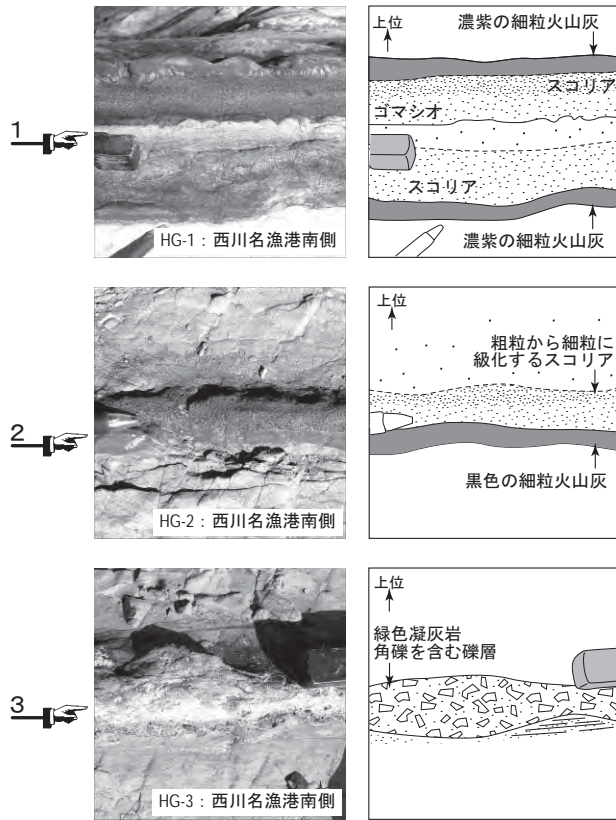 上位
濃紫の細粒火山灰
スコリア
ゴマシオ
1
スコリア
HG-1：西川名漁港南側
濃紫の細粒火山灰
上位
粗粒から細粒に
級化するスコリア
2
黒色の細粒火山灰
HG-2：西川名漁港南側
上位
緑色凝灰岩
角礫を含む礫層
3
HG-3：西川名漁港南側